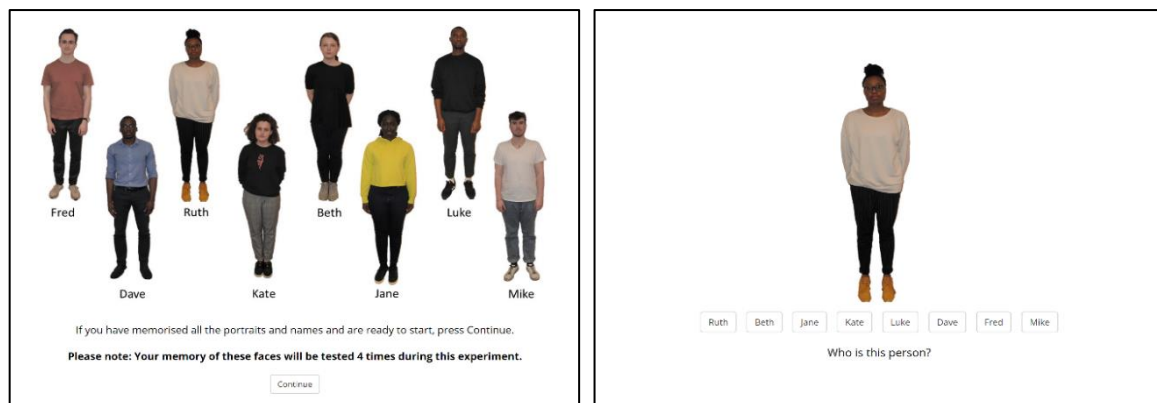 Fred Ruth Beth Luke
Dave Kate Jane Mike
If you have memorised all the portraits and names and are ready to start, press Continue.
Please note: Your memory of these faces will be tested 4 times during this experiment.
Continue
Ruth Beth Jane Kate Luke Dave Fred Mike
Who is this person?